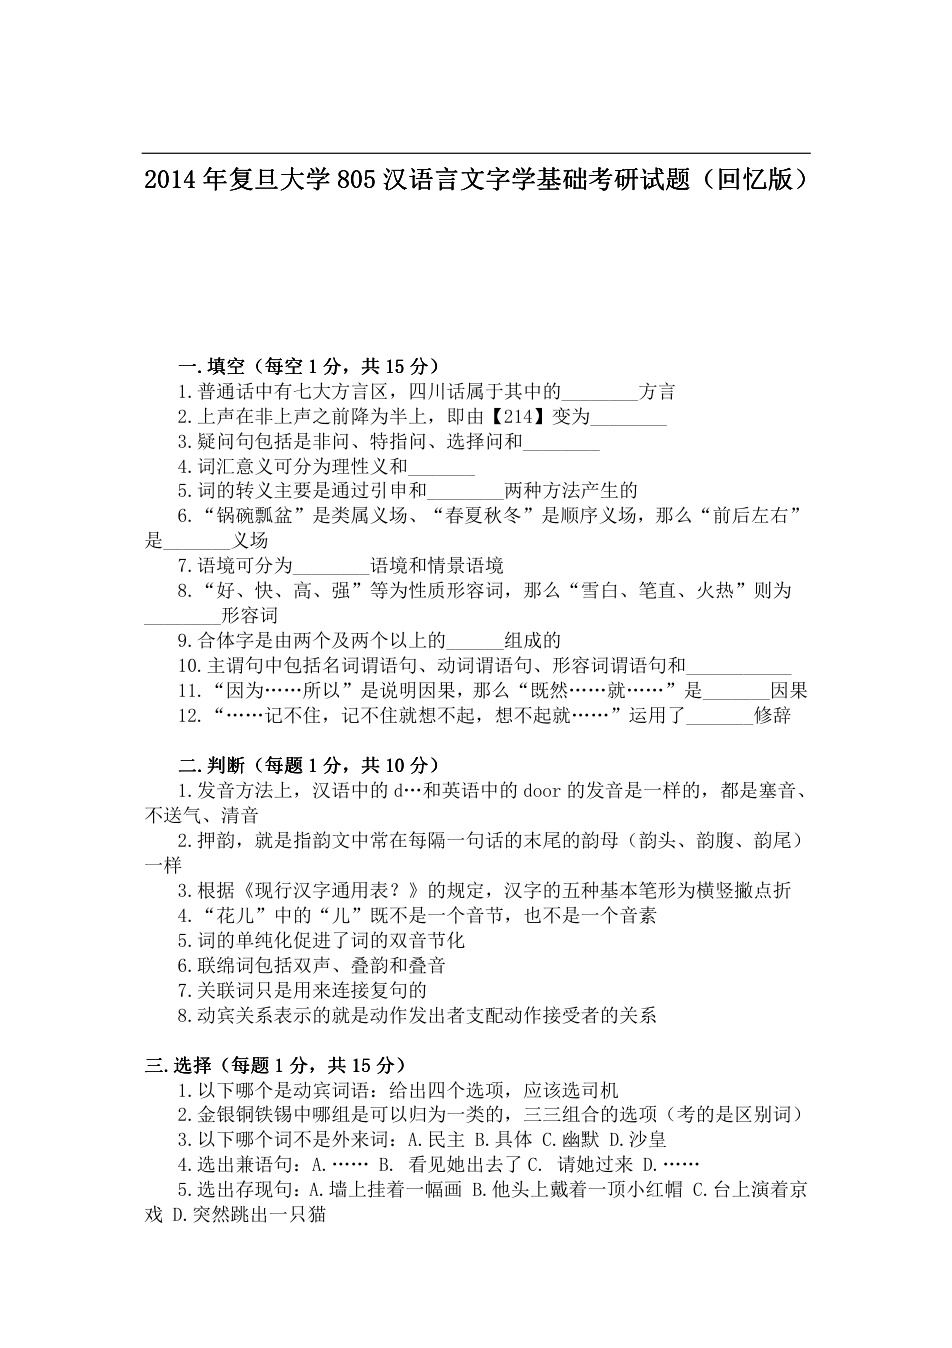 2014年复旦大学805汉语言文字学基础考研试题（回忆版）
一.填空（每空1分，共15分）
1.普通话中有七大方言区，四川话属于其中的________方言
2.上声在非上声之前降为半上，即由【214】变为________
3.疑问句包括是非问、特指问、选择问和________
4.词汇意义可分为理性义和_______
5.词的转义主要是通过引申和________两种方法产生的
6.“锅碗瓢盆”是类属义场、“春夏秋冬”是顺序义场，那么“前后左右”
是_______义场
7.语境可分为________语境和情景语境
8.“好、快、高、强”等为性质形容词，那么“雪白、笔直、火热”则为
________形容词
9.合体字是由两个及两个以上的______组成的
10.主谓句中包括名词谓语句、动词谓语句、形容词谓语句和___________
11.“因为……所以”是说明因果，那么“既然……就……”是_______因果
12.“……记不住，记不住就想不起，想不起就……”运用了_______修辞
二.判断（每题1分，共10分）
1.发音方法上，汉语中的d…和英语中的door的发音是一样的，都是塞音、
不送气、清音
2.押韵，就是指韵文中常在每隔一句话的末尾的韵母（韵头、韵腹、韵尾）
一样
3.根据《现行汉字通用表？》的规定，汉字的五种基本笔形为横竖撇点折
4.“花儿”中的“儿”既不是一个音节，也不是一个音素
5.词的单纯化促进了词的双音节化
6.联绵词包括双声、叠韵和叠音
7.关联词只是用来连接复句的
8.动宾关系表示的就是动作发出者支配动作接受者的关系
三.选择（每题1分，共15分）
1.以下哪个是动宾词语：给出四个选项，应该选司机
2.金银铜铁锡中哪组是可以归为一类的，三三组合的选项（考的是区别词）
3.以下哪个词不是外来词：A.民主 B.具体 C.幽默 D.沙皇
4.选出兼语句：A.…… B. 看见她出去了C. 请她过来 D.……
5.选出存现句：A.墙上挂着一幅画 B.他头上戴着一顶小红帽 C.台上演着京
戏 D.突然跳出一只猫